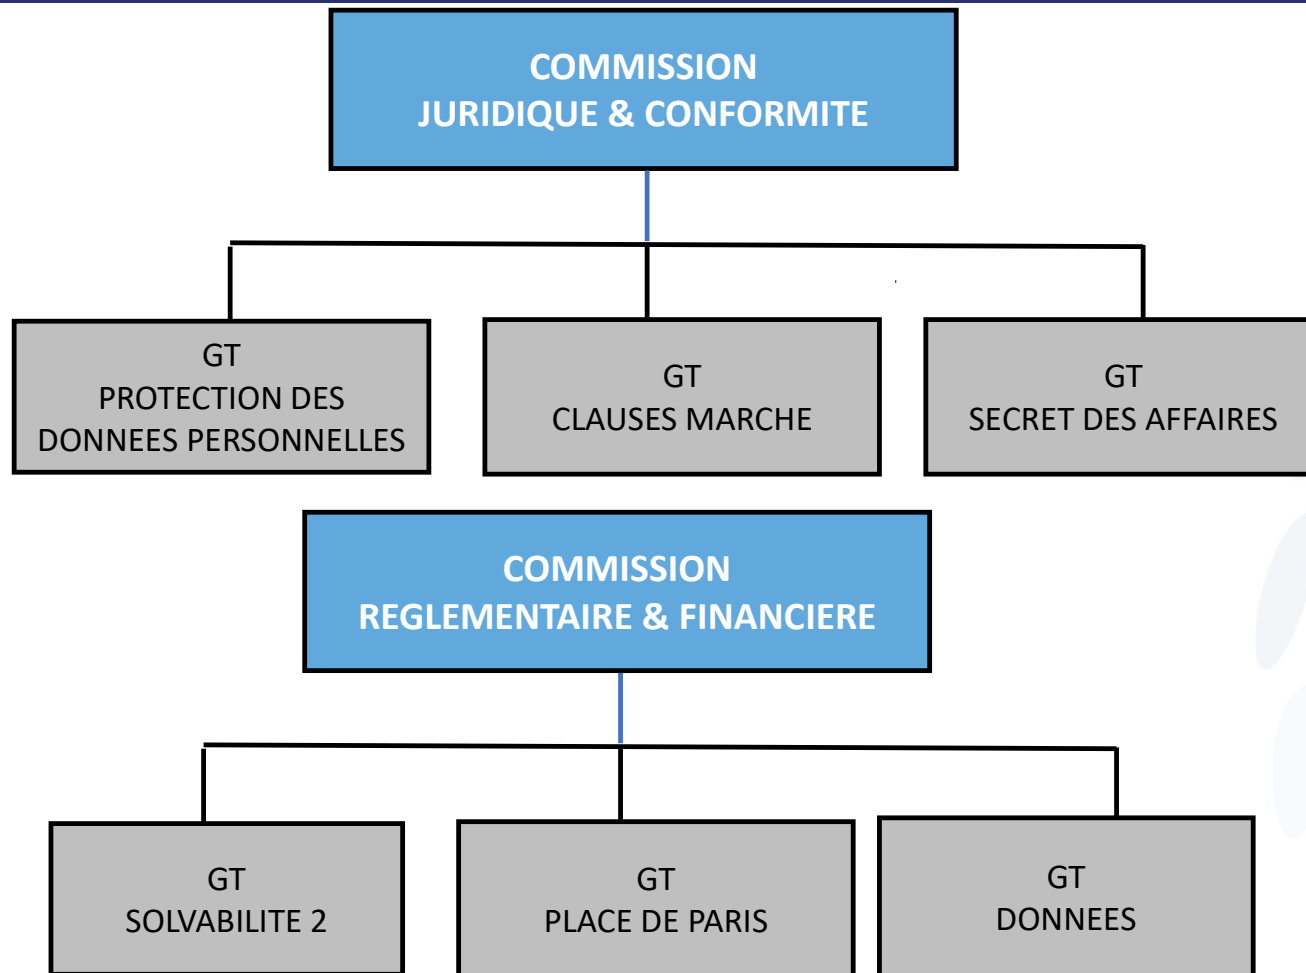 COMMISSION
JURIDIQUE & CONFORMITE
GT
PROTECTION DES
DONNEES PERSONNELLES
GT
CLAUSES MARCHE
GT
SECRET DES AFFAIRES
COMMISSION
REGLEMENTAIRE & FINANCIERE
GT
SOLVABILITE 2
GT
PLACE DE PARIS
GT
DONNEES